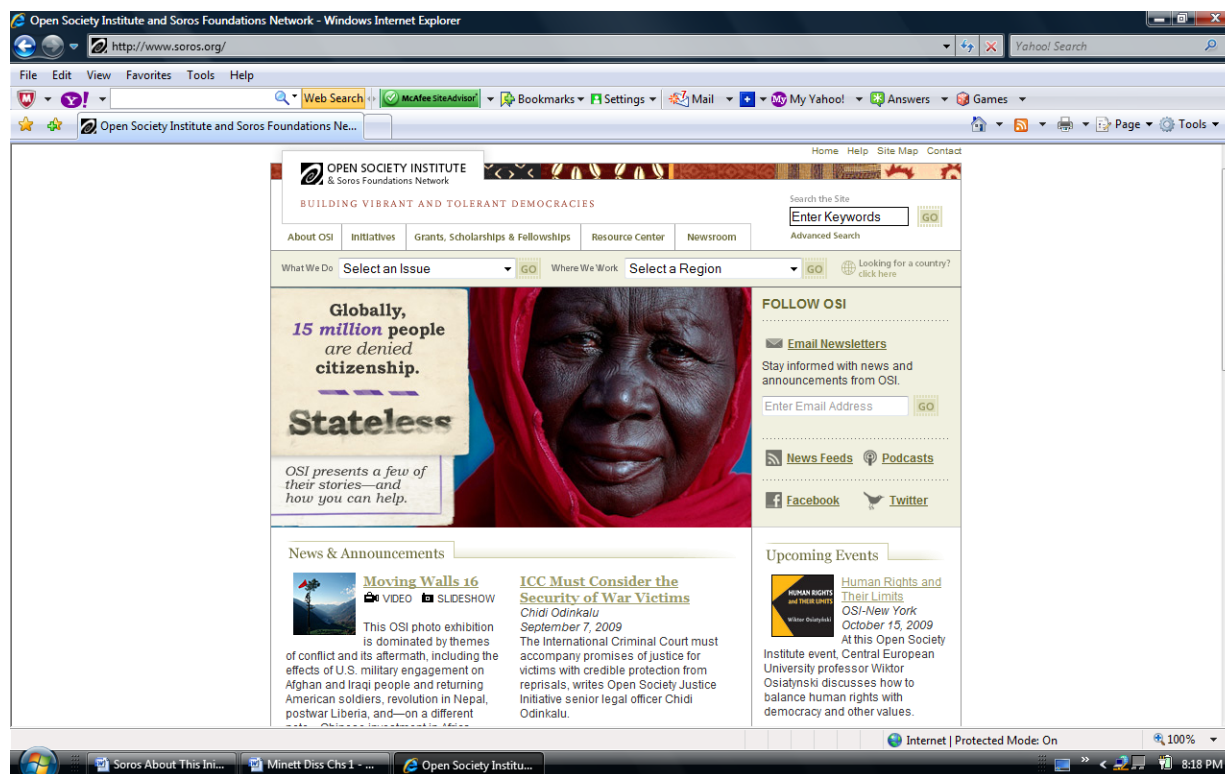 Open Society Institute and Soros Foundations Network - Windows Internet Explorer
http://www.soros.org/
Yahoo! Search
File Edit View Favorites Tools Help
Web Search McAfee SiteAdvisor Bookmarks Settings Mail My Yahoo! Answers Games
Open Society Institute and Soros Foundations Ne...
Page Tools
Home Help Site Map Contact
OPEN SOCIETY INSTITUTE
& Soros Foundations Network
BUILDING VIBRANT AND TOLERANT DEMOCRACIES
Search the Site
Enter Keywords GO
Advanced Search
About OSI Initiatives Grants, Scholarships & Fellowships Resource Center Newsroom
What We Do Select an Issue GO Where We Work Select a Region GO
Looking for a country?
click here
Globally,
15 million people
are denied
citizenship.
Stateless
OSI presents a few of
their stories—and
how you can help.
FOLLOW OSI
Email Newsletters
Stay informed with news and
announcements from OSI.
Enter Email Address GO
News Feeds Podcasts
Facebook Twitter
News & Announcements
Moving Walls 16
VIDEO SLIDESHOW
This OSI photo exhibition
is dominated by themes
of conflict and its aftermath, including the
effects of U.S. military engagement on
Afghan and Iraqi people and returning
American soldiers, revolution in Nepal,
postwar Liberia, and—on a different
note—Chinese investment in Africa
ICC Must Consider the
Security of War Victims
Chidi Odinkalu
September 7, 2009
The International Criminal Court must
accompany promises of justice for
victims with credible protection from
reprisals, writes Open Society Justice
Initiative senior legal officer Chidi
Odinkalu.
Upcoming Events
HUMAN RIGHTS
and THEIR LIMITS
Wiktor Osiatyński
Human Rights and
Their Limits
OSI-New York
October 15, 2009
At this Open Society
Institute event, Central European
University professor Wiktor
Osiatynski discusses how to
balance human rights with
democracy and other values.
Internet | Protected Mode: On
100%
Soros About This Ini...
Minett Diss Chs 1 - ...
Open Society Institu...
8:18 PM